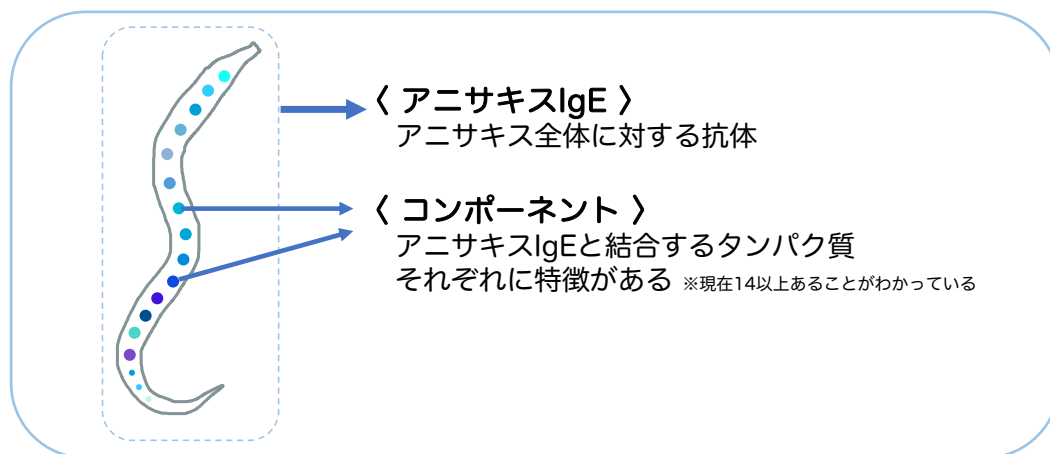 〈 アニサキスIgE 〉
アニサキス全体に対する抗体
〈 コンポーネント 〉
アニサキスIgEと結合するタンパク質
それぞれに特徴がある ※現在14以上あることがわかっている